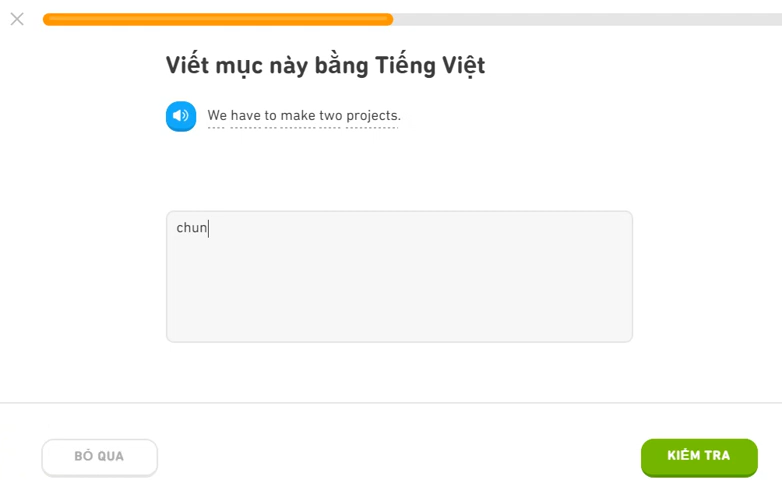 Viết mục này bằng Tiếng Việt
We have to make two projects.
chun
BỎ QUA
KIỂM TRA